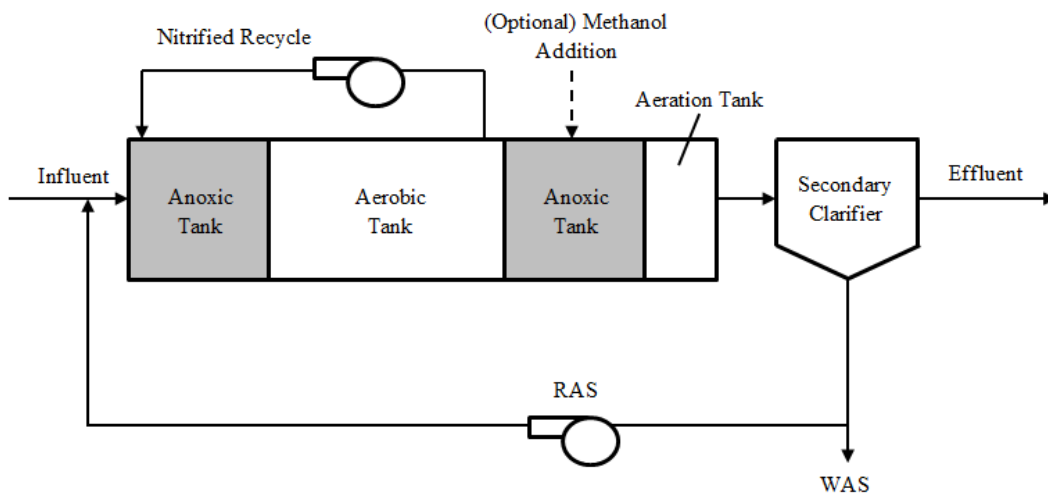 (Optional) Methanol
Addition
Nitrified Recycle
Aeration Tank
Influent
Anoxic
Tank
Aerobic
Tank
Anoxic
Tank
Secondary
Clarifier
Effluent
RAS
WAS